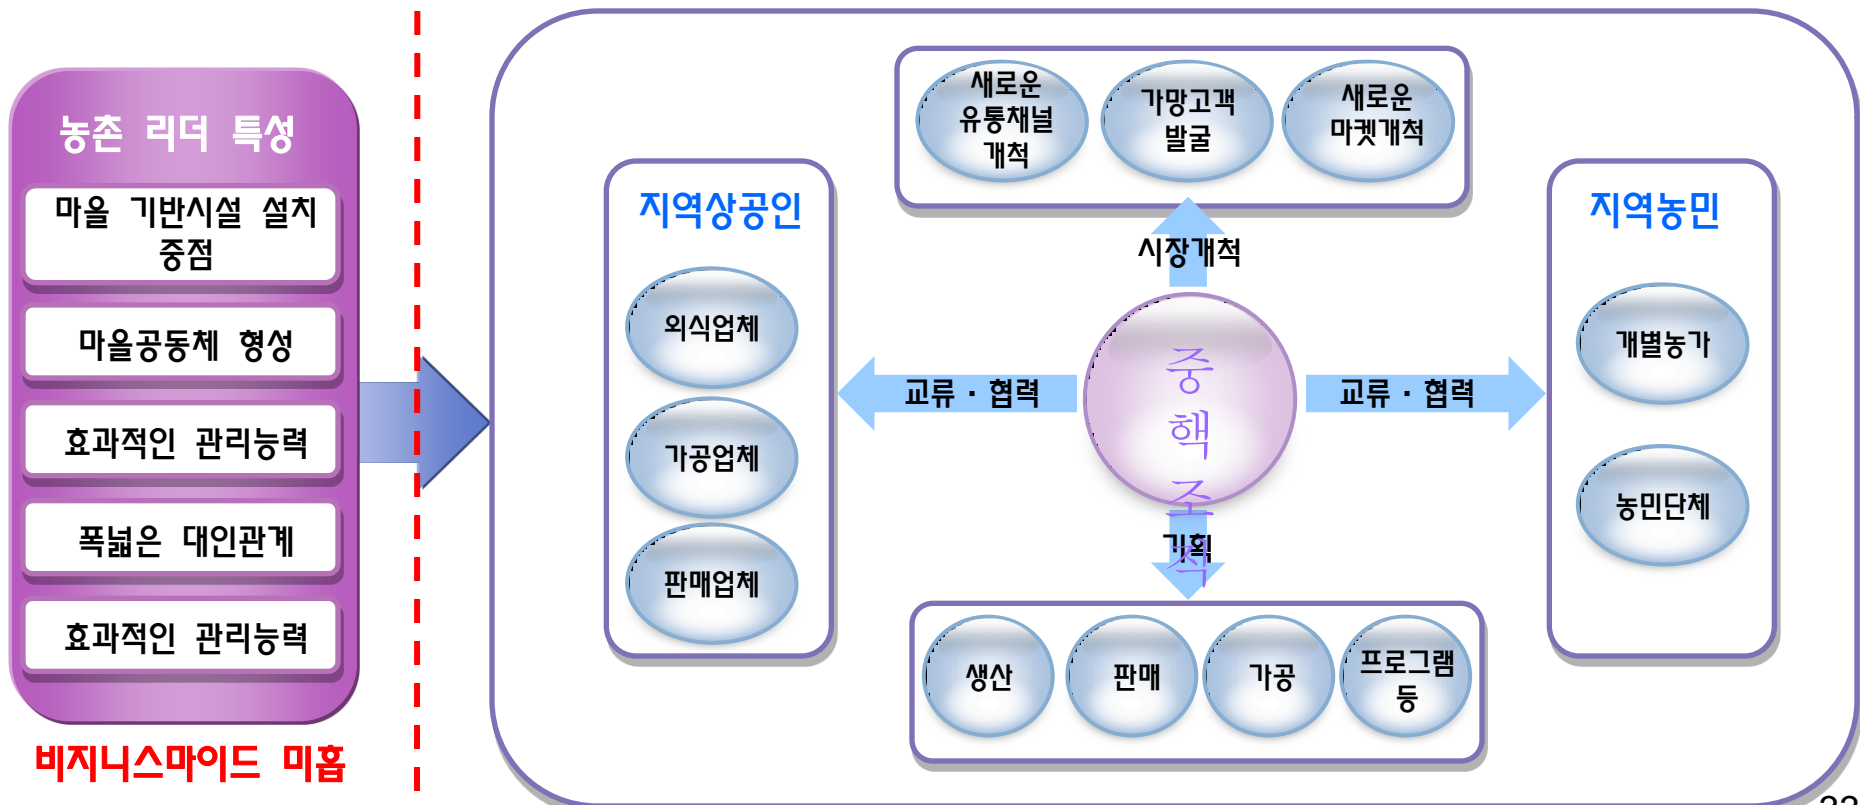 농촌 리더 특성
마을 기반시설 설치
중점
마을공동체 형성
효과적인 관리능력
폭넓은 대인관계
효과적인 관리능력
비지니스마이드 미흡
새로운
유통채널
개척
가망고객
발굴
새로운
마켓개척
시장개척
지역상공인
외식업체
가공업체
판매업체
교류 · 협력
중
핵
조
직
교류 · 협력
지역농민
개별농가
농민단체
기획
생산
판매
가공
프로그램
등